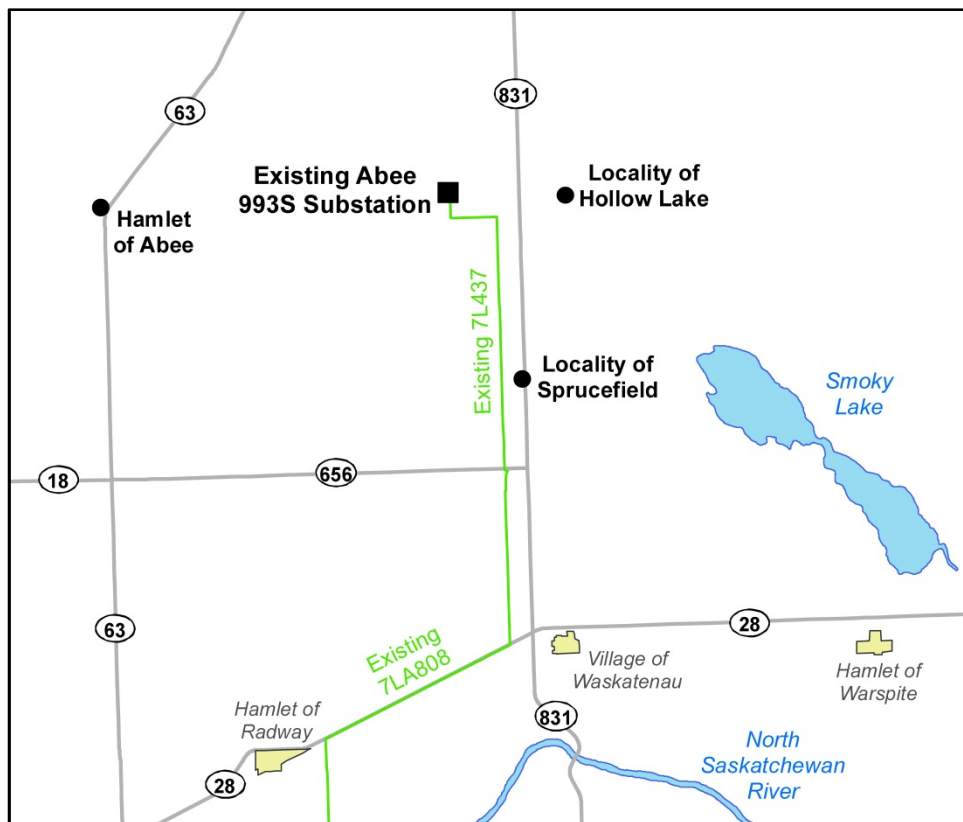 831
63
Existing Abee
993S Substation
Locality of
Hollow Lake
Hamlet
of Abee
Existing 7L437
Locality of
Sprucefield
Smoky
Lake
18
656
63
28
Existing
7LA808
Village of
Waskatenau
Hamlet of
Warspite
Hamlet of
Radway
831
North
Saskatchewan
River
28